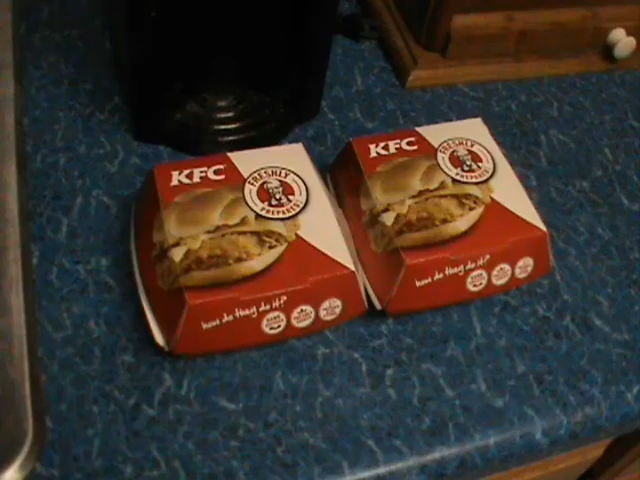 KFC
FRESHLY
PREPARED!
how do they do it?
KFC
FRESHLY
PREPARED!
how do they do it?